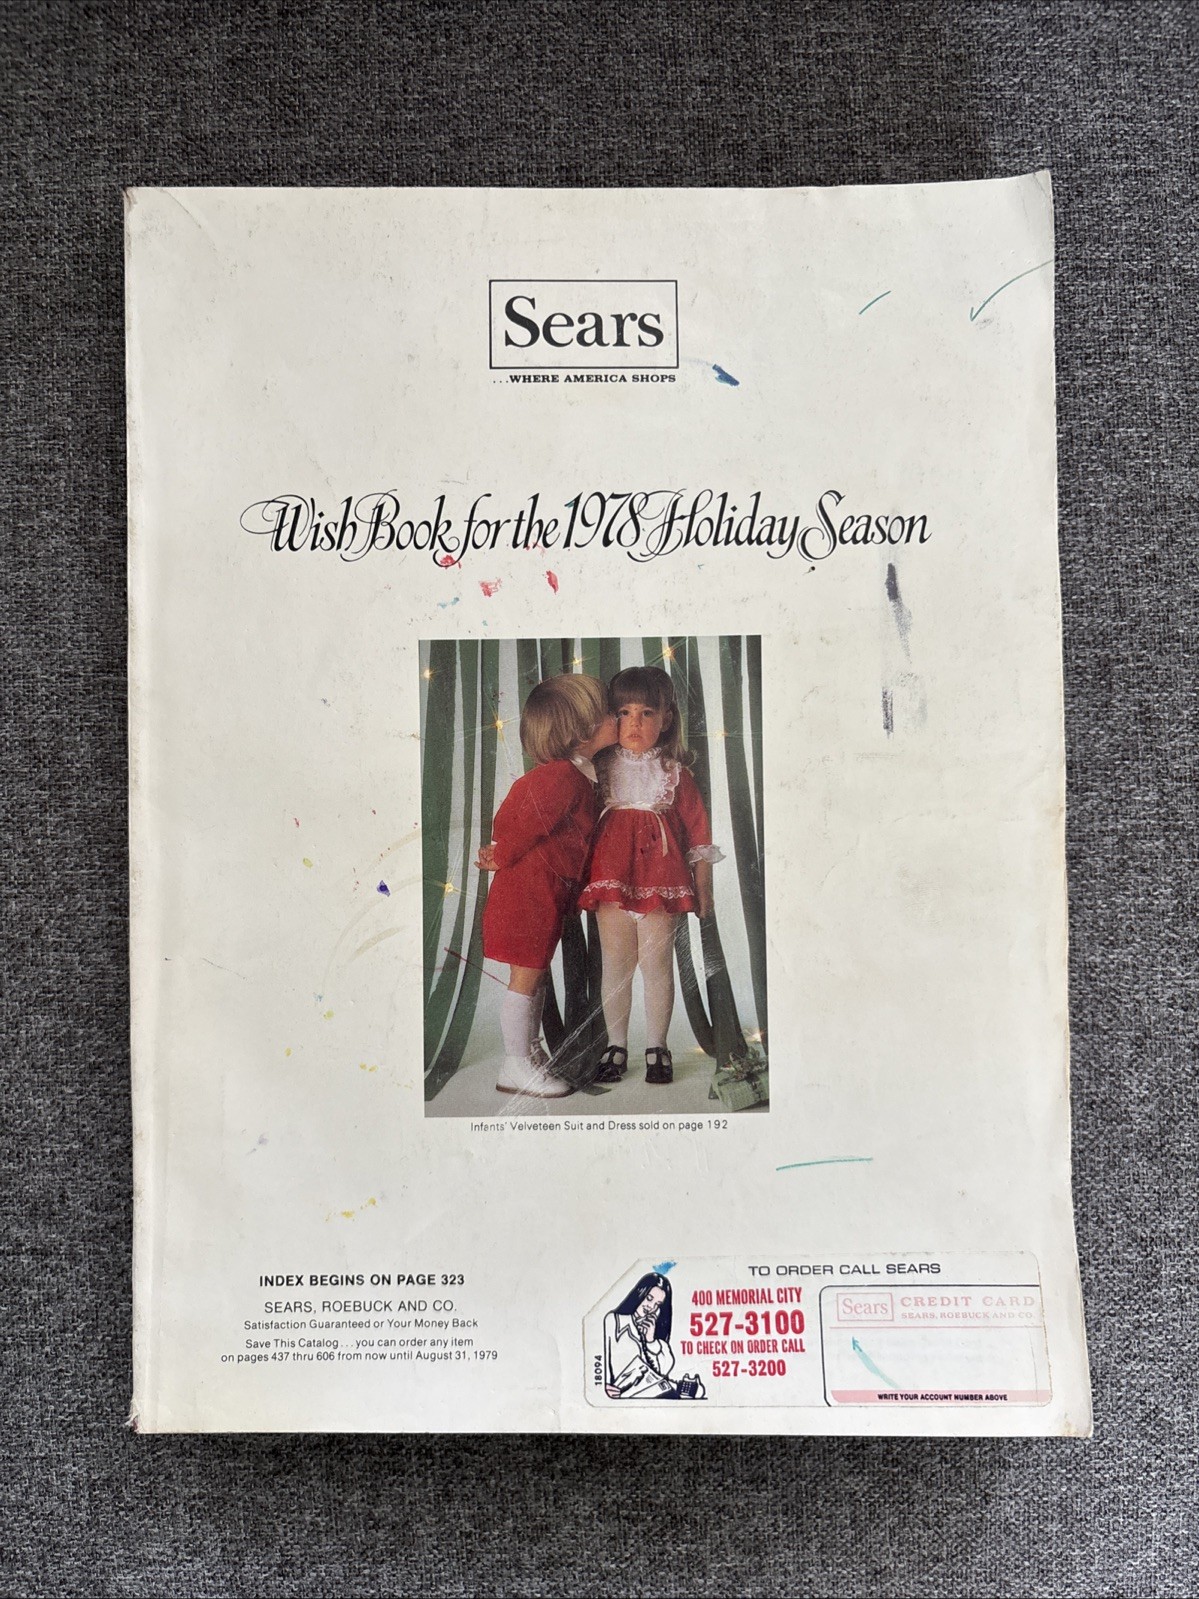 Sears
...WHERE AMERICA SHOPS
Wish Book for the 1978 Holiday Season
Infants' Velveteen Suit and Dress sold on page 192
INDEX BEGINS ON PAGE 323
SEARS, ROEBUCK AND CO.
Satisfaction Guaranteed or Your Money Back
Save This Catalog...you can order any item
on pages 437 thru 606 from now until August 31, 1979
TO ORDER CALL SEARS
400 MEMORIAL CITY
527-3100
TO CHECK ON ORDER CALL
527-3200
18094
Sears CREDIT CARD
SEARS, ROEBUCK AND CO.
WRITE YOUR ACCOUNT NUMBER ABOVE